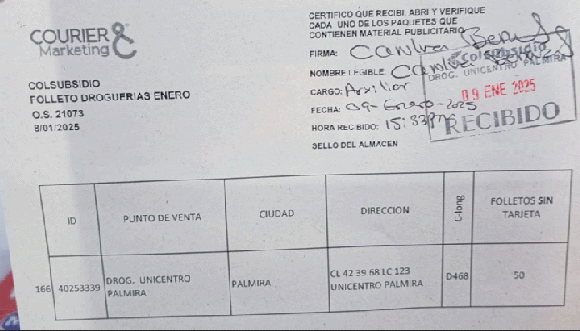 COURIER
Marketing &
CERTIFICO QUE RECIBI, ABRI Y VERIFIQUE
CADA UNO DE LOS PAQUETES QUE
CONTIENEN MATERIAL PUBLICITARIO
FIRMA:
NOMBRE LEGIBLE:
CARGO: Auxiliar
FECHA: 09-Enero-2025
HORA RECIBIDO: 15:33PM
SELLO DEL ALMACEN
Colsubsidio
DROG. UNICENTRO PALMIRA
09 ENE 2025
RECIBIDO
COLSUBSIDIO
FOLLETO DROGUERIAS ENERO
O.S. 21073
8/01/2025
ID PUNTO DE VENTA CIUDAD DIRECCION C-long FOLLETOS SIN TARJETA
166 40253339 DROG. UNICENTRO PALMIRA PALMIRA CL 42 39 68 LC 123 UNICENTRO PALMIRA D468 50